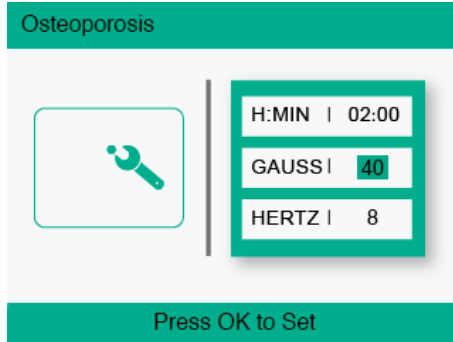 Osteoporosis
H:MIN | 02:00
GAUSS | 40
HERTZ | 8
Press OK to Set